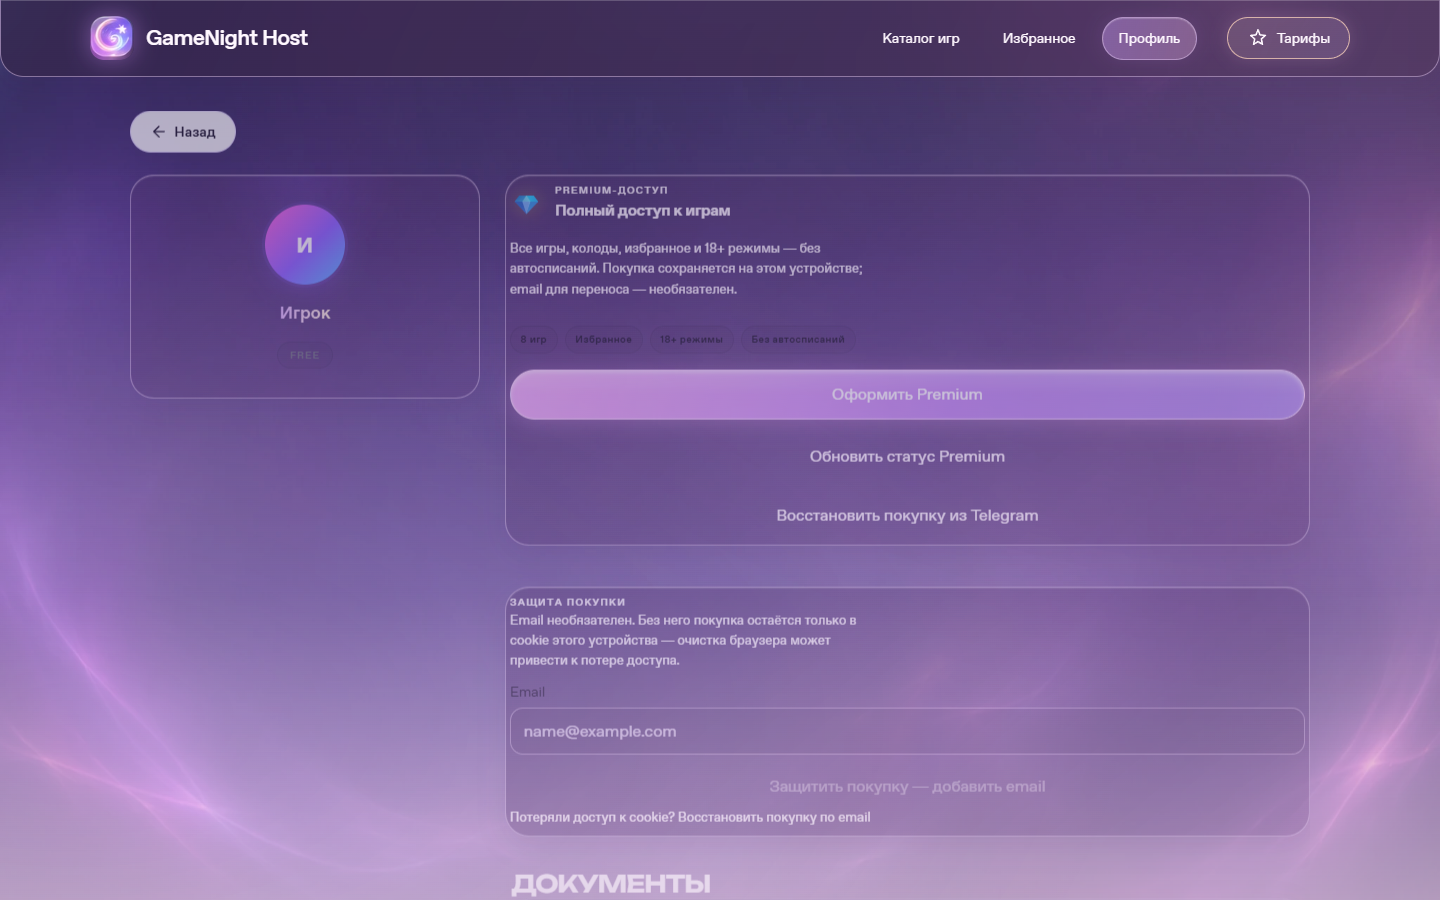 GameNight Host
Каталог игр
Избранное
Профиль
Тарифы
Назад
И
Игрок
FREE
PREMIUM-ДОСТУП
Полный доступ к играм
Все игры, колоды, избранное и 18+ режимы — без
автосписаний. Покупка сохраняется на этом устройстве;
email для переноса — необязателен.
8 игр
Избранное
18+ режимы
Без автосписаний
Оформить Premium
Обновить статус Premium
Восстановить покупку из Telegram
ЗАЩИТА ПОКУПКИ
Email необязателен. Без него покупка остаётся только в
cookie этого устройства — очистка браузера может
привести к потере доступа.
Email
name@example.com
Защитить покупку — добавить email
Потеряли доступ к cookie? Восстановить покупку по email
ДОКУМЕНТЫ